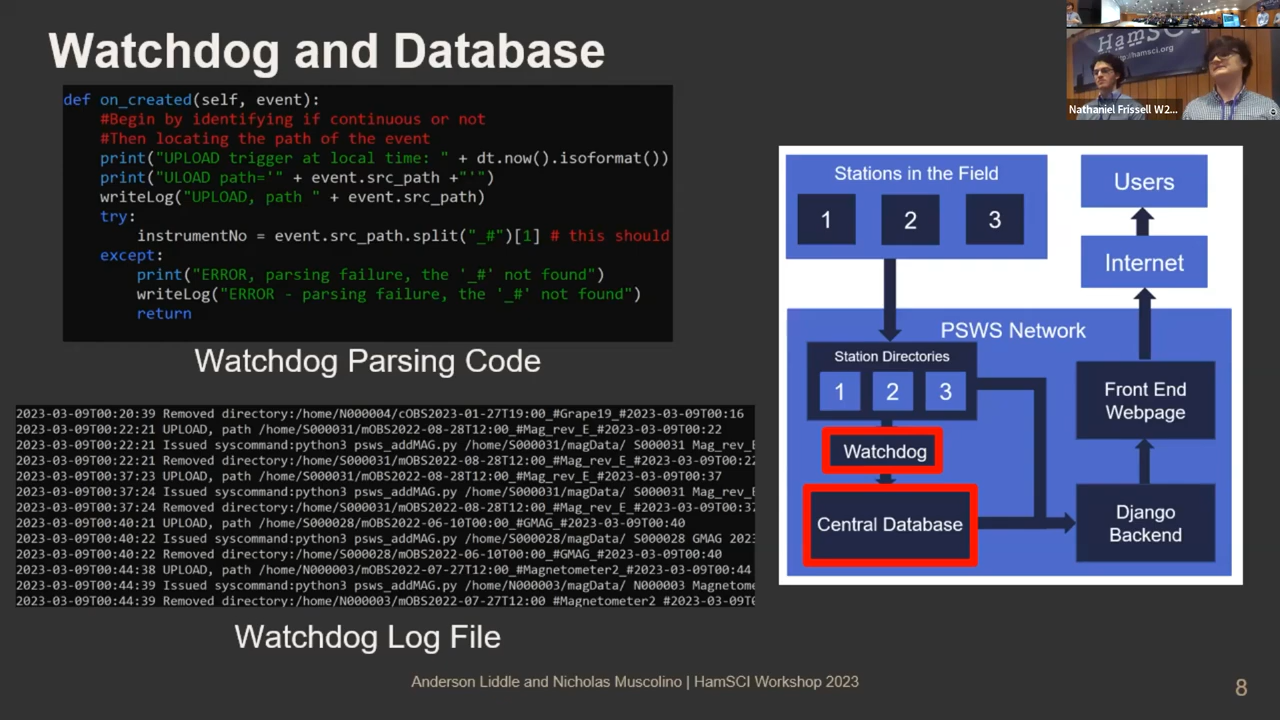 Watchdog and Database
def on_created(self, event):
#Begin by identifying if continuous or not
#Then locating the path of the event
print("UPLOAD trigger at local time: " + dt.now().isoformat())
print("ULOAD path='" + event.src_path +"'")
writeLog("UPLOAD, path " + event.src_path)
try:
instrumentNo = event.src_path.split("_#")[1] # this should
except:
print("ERROR, parsing failure, the '_#' not found")
writeLog("ERROR - parsing failure, the '_#' not found")
return
Watchdog Parsing Code
2023-03-09T00:20:39 Removed directory:/home/N000004/cOBS2023-01-27T19:00_#Grape19_#2023-03-09T00:16
2023-03-09T00:22:21 UPLOAD, path /home/S000031/mOBS2022-08-28T12:00_#Mag_rev_E_#2023-03-09T00:22
2023-03-09T00:22:21 Issued syscommand:python3 psws_addMAG.py /home/S000031/magData/ S000031 Mag_rev_E
2023-03-09T00:22:21 Removed directory:/home/S000031/mOBS2022-08-28T12:00_#Mag_rev_E_#2023-03-09T00:22
2023-03-09T00:37:23 UPLOAD, path /home/S000031/mOBS2022-08-28T12:00_#Mag_rev_E_#2023-03-09T00:37
2023-03-09T00:37:24 Issued syscommand:python3 psws_addMAG.py /home/S000031/magData/ S000031 Mag_rev_E
2023-03-09T00:37:24 Removed directory:/home/S000031/mOBS2022-08-28T12:00_#Mag_rev_E_#2023-03-09T00:37
2023-03-09T00:40:21 UPLOAD, path /home/S000028/mOBS2022-06-10T00:00_#GMAG_#2023-03-09T00:40
2023-03-09T00:40:22 Issued syscommand:python3 psws_addMAG.py /home/S000028/magData/ S000028 GMAG 2023
2023-03-09T00:40:22 Removed directory:/home/S000028/mOBS2022-06-10T00:00_#GMAG_#2023-03-09T00:40
2023-03-09T00:44:38 UPLOAD, path /home/N000003/mOBS2022-07-27T12:00_#Magnetometer2_#2023-03-09T00:44
2023-03-09T00:44:39 Issued syscommand:python3 psws_addMAG.py /home/N000003/magData/ N000003 Magnetome
2023-03-09T00:44:39 Removed directory:/home/N000003/mOBS2022-07-27T12:00_#Magnetometer2_#2023-03-09T0
Watchdog Log File
HamSCI
http://hamsci.org
Nathaniel Frissell W2...
Stations in the Field
1 2 3
Users
Internet
PSWS Network
Station Directories
1 2 3
Watchdog
Central Database
Front End
Webpage
Django
Backend
Anderson Liddle and Nicholas Muscolino | HamSCI Workshop 2023
8